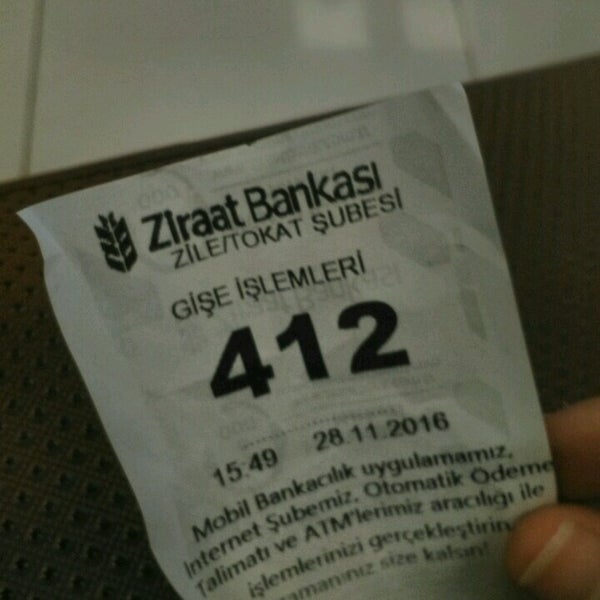 Ziraat Bankası
ZİLE/TOKAT ŞUBESİ
GİŞE İŞLEMLERİ
412
15:49 28.11.2016
Mobil Bankacılık uygulamamız,
İnternet Şubemiz, Otomatik Ödeme
Talimatı ve ATM'lerimiz aracılığı ile
işlemlerinizi gerçekleştirin
zamanınız size kalsın!